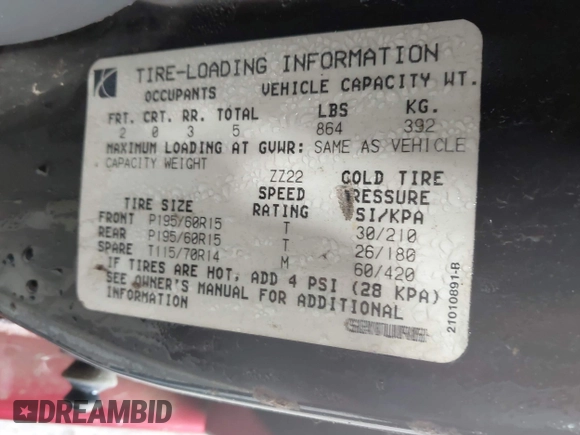 TIRE-LOADING INFORMATION
OCCUPANTS VEHICLE CAPACITY WT.
FRT. CRT. RR. TOTAL LBS KG.
2 0 3 5 864 392
MAXIMUM LOADING AT GVWR: SAME AS VEHICLE
CAPACITY WEIGHT
ZZ22 COLD TIRE
TIRE SIZE SPEED PRESSURE
RATING PSI/KPA
FRONT P195/60R15 T 30/210
REAR P195/60R15 T 26/180
SPARE T115/70R14 M 60/420
IF TIRES ARE HOT, ADD 4 PSI (28 KPA)
SEE OWNER'S MANUAL FOR ADDITIONAL
INFORMATION
21010891-B
DREAMBID